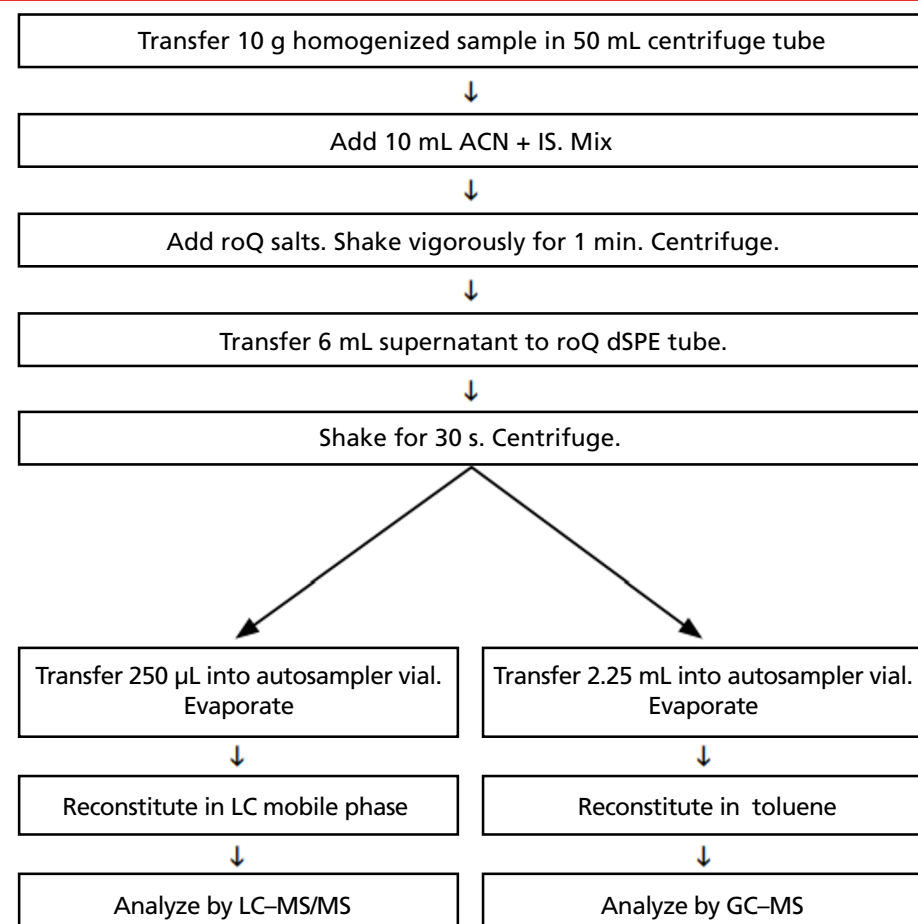 Transfer 10 g homogenized sample in 50 mL centrifuge tube
↓
Add 10 mL ACN + IS. Mix
↓
Add roQ salts. Shake vigorously for 1 min. Centrifuge.
↓
Transfer 6 mL supernatant to roQ dSPE tube.
↓
Shake for 30 s. Centrifuge.
Transfer 250 µL into autosampler vial.
Evaporate
↓
Reconstitute in LC mobile phase
↓
Analyze by LC–MS/MS
Transfer 2.25 mL into autosampler vial.
Evaporate
↓
Reconstitute in toluene
↓
Analyze by GC–MS